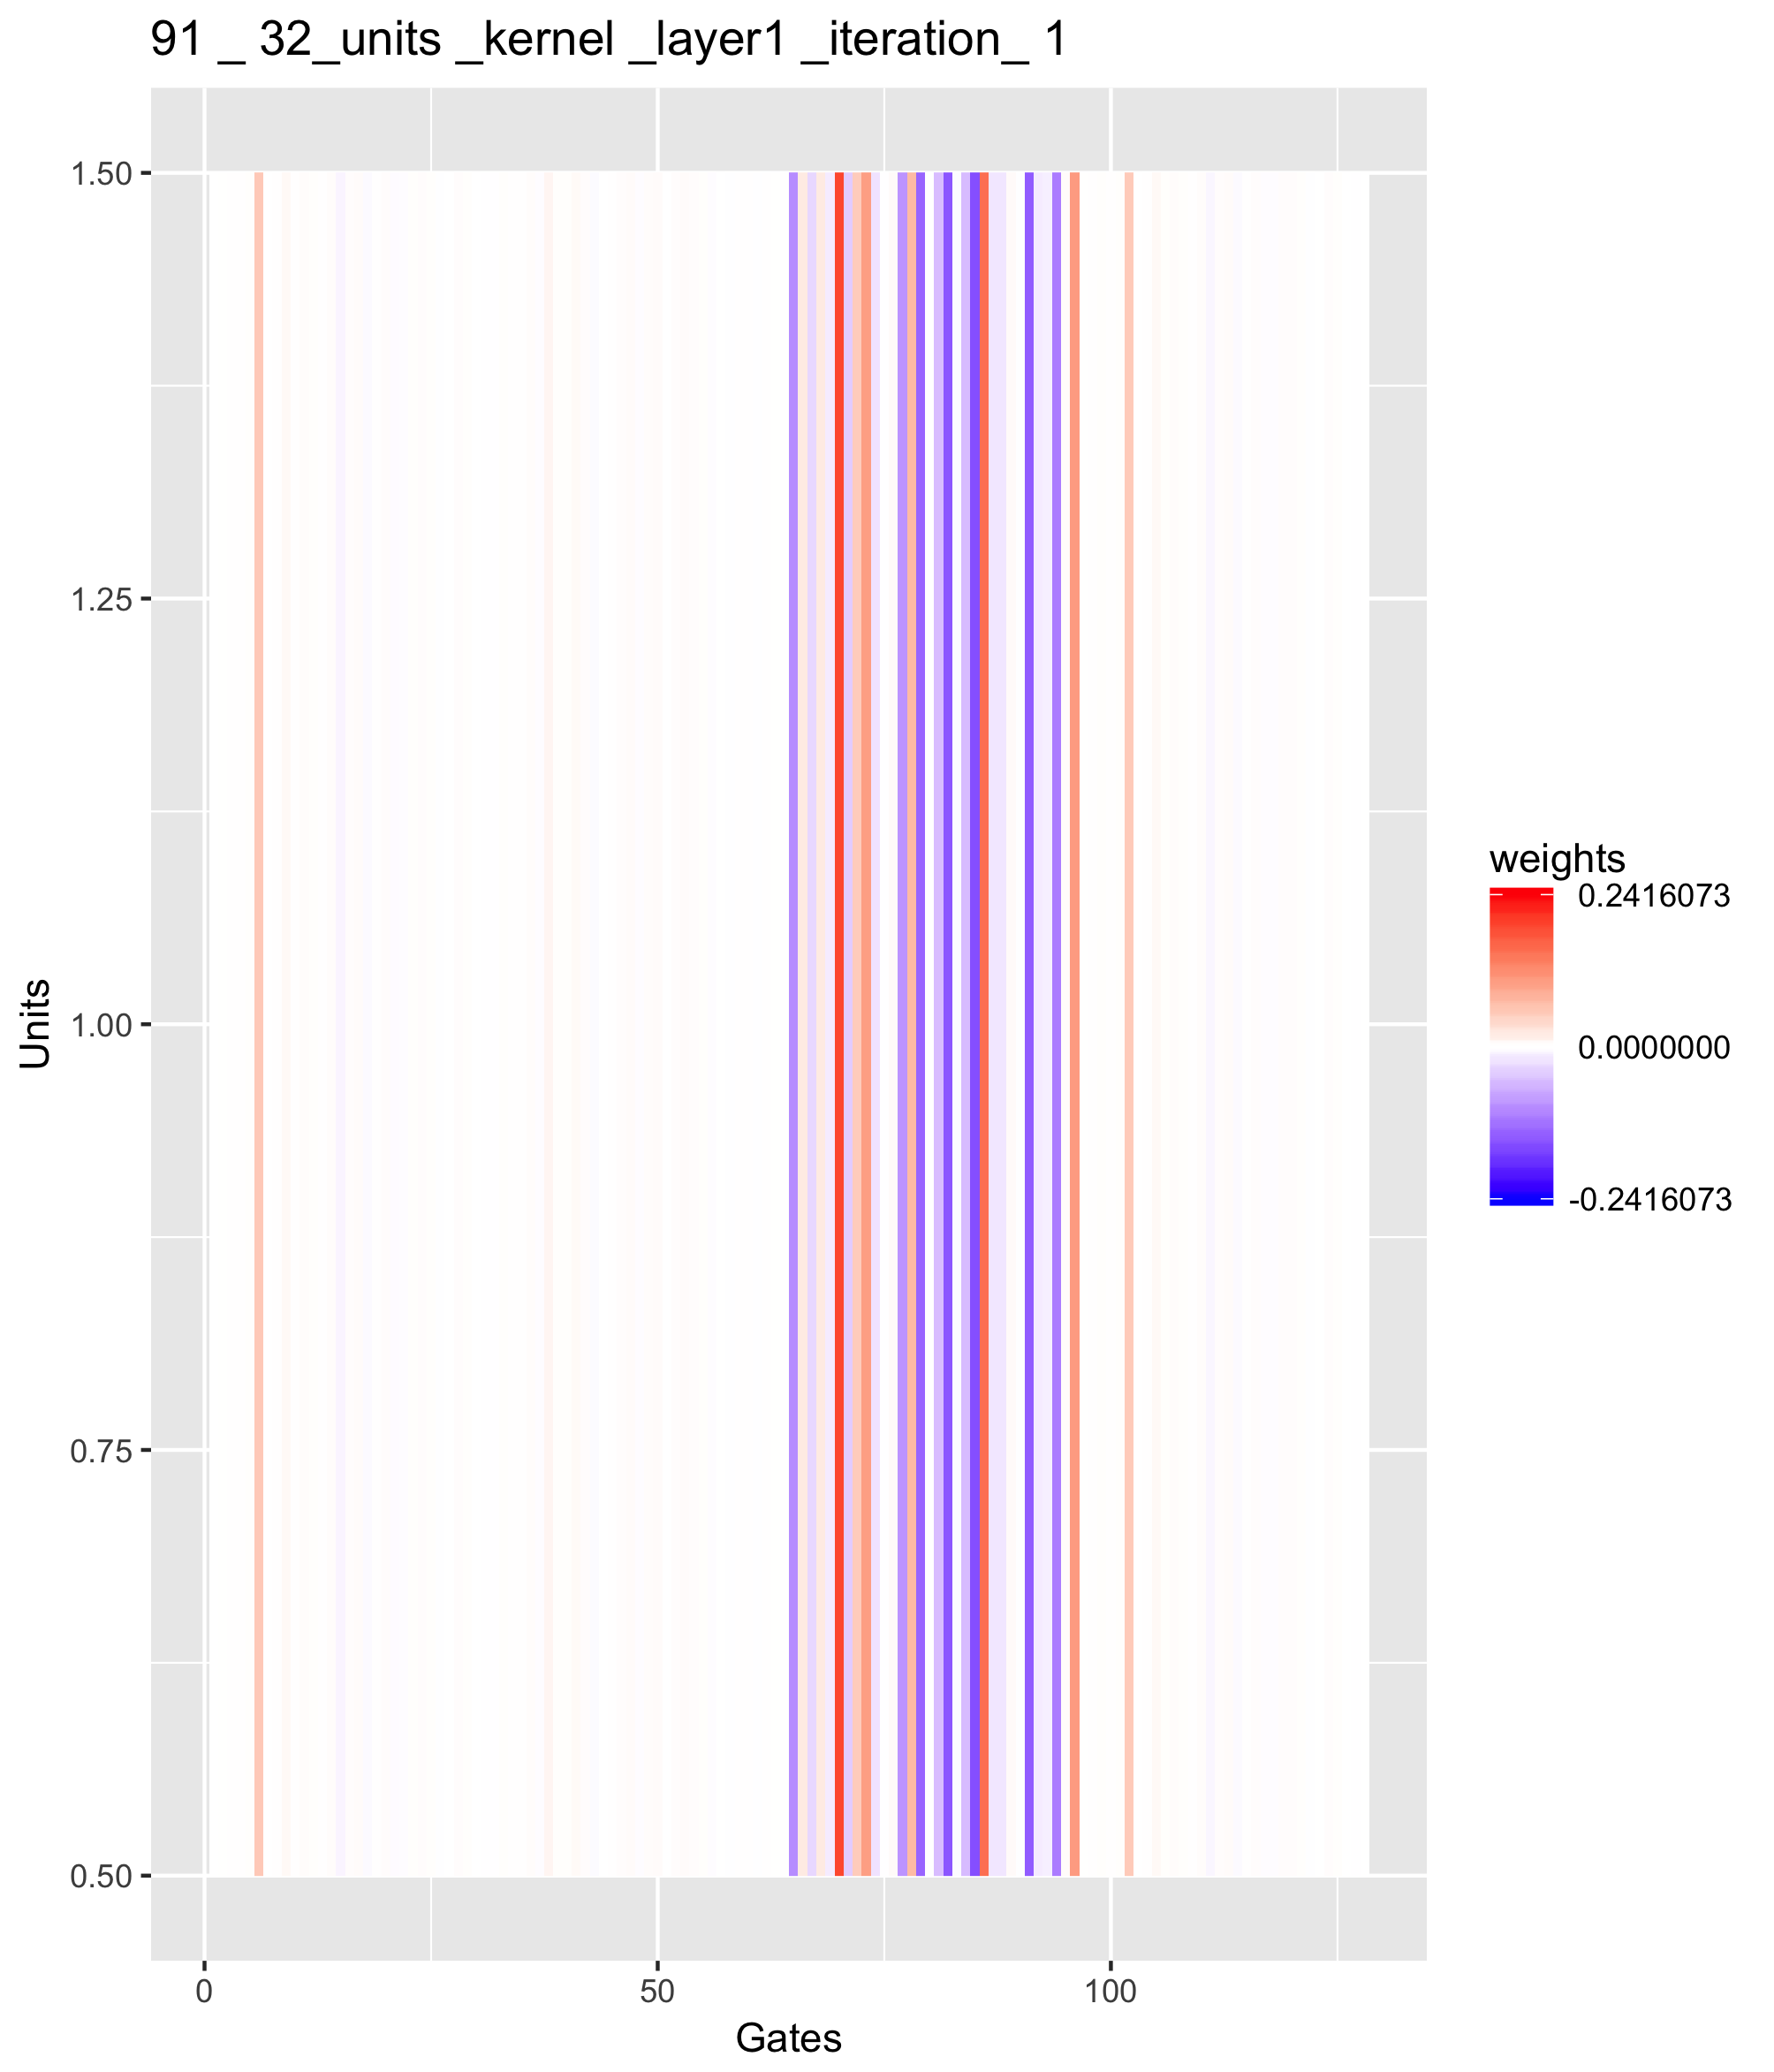 91 _ 32_units _kernel _layer1 _iteration_ 1
1.50
1.25
1.00
0.75
0.50
Units
0
50
100
Gates
weights
0.2416073
0.0000000
-0.2416073